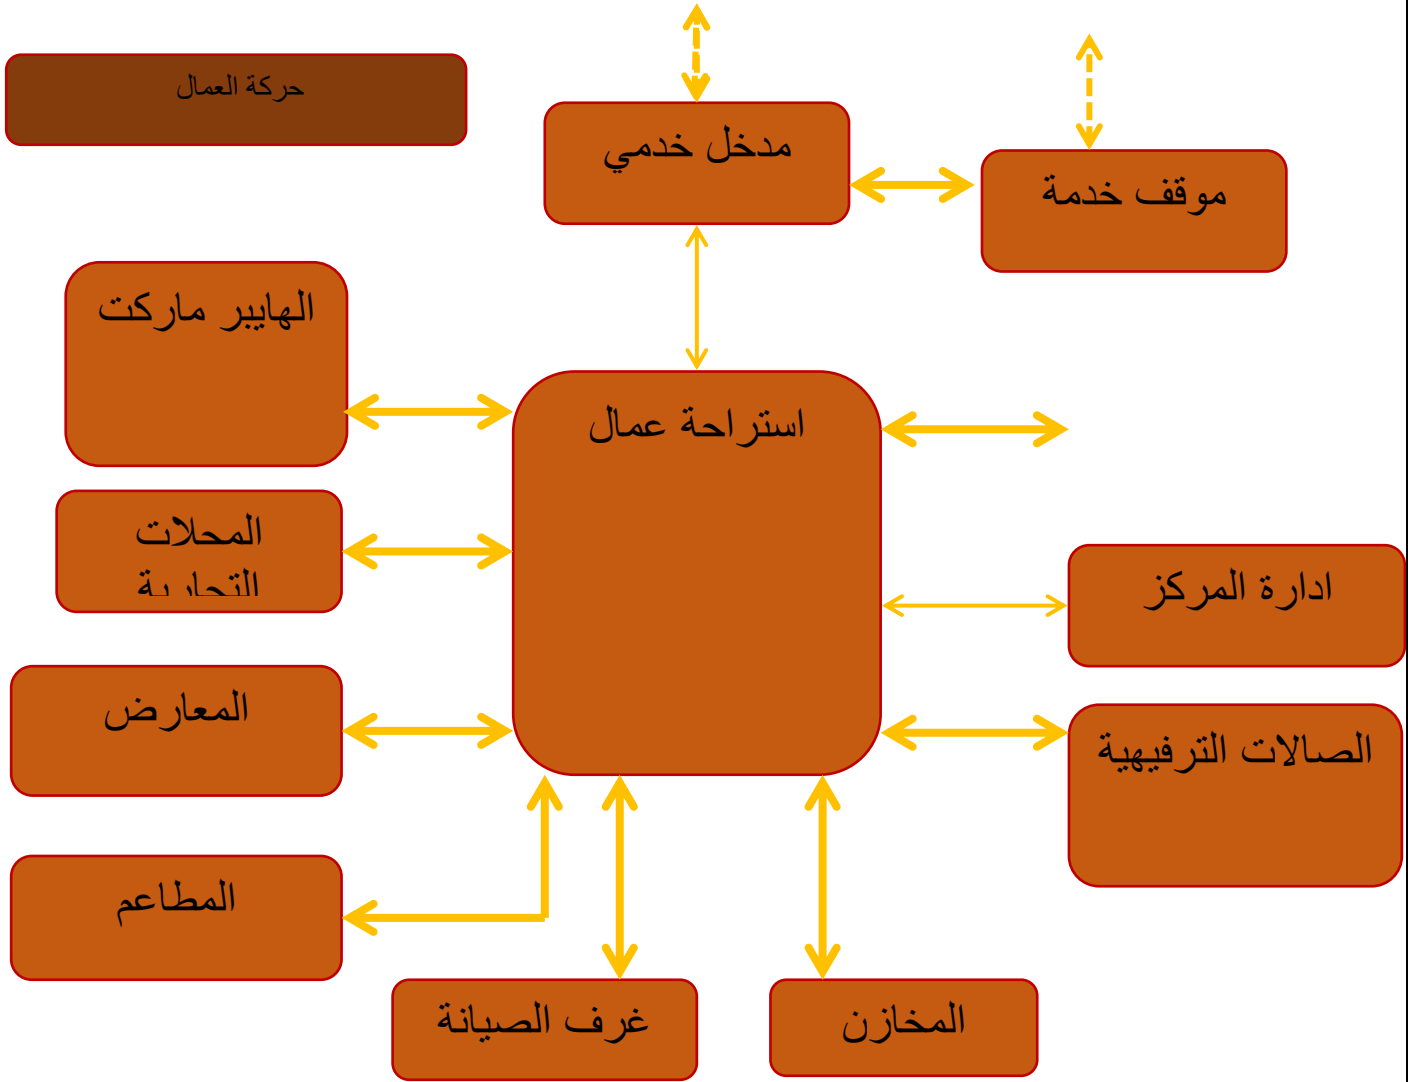 حركة العمال
مدخل خدمي
موقف خدمة
الهايبر ماركت
استراحة عمال
المحلات
التجارية
ادارة المركز
المعارض
الصالات الترفيهية
المطاعم
غرف الصيانة
المخازن